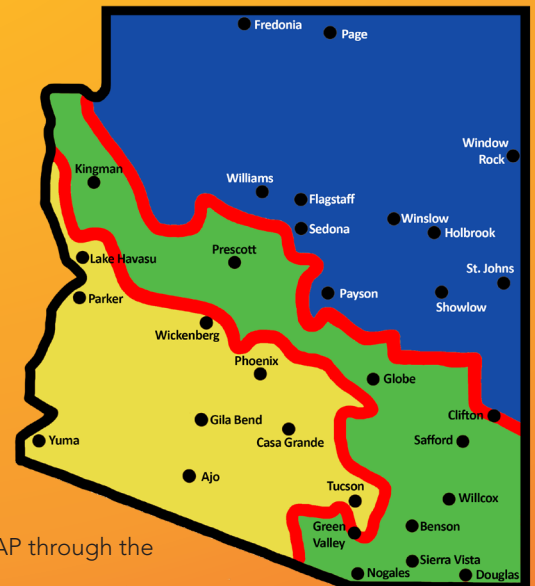 Fredonia
Page
Window
Rock
Kingman
Williams
Flagstaff
Winslow
Sedona
Holbrook
Prescott
Lake Havasu
St. Johns
Parker
Payson
Showlow
Wickenberg
Phoenix
Globe
Clifton
Gila Bend
Casa Grande
Yuma
Safford
Ajo
Tucson
Willcox
Green
Valley
Benson
AP through the
Sierra Vista
Nogales
Douglas